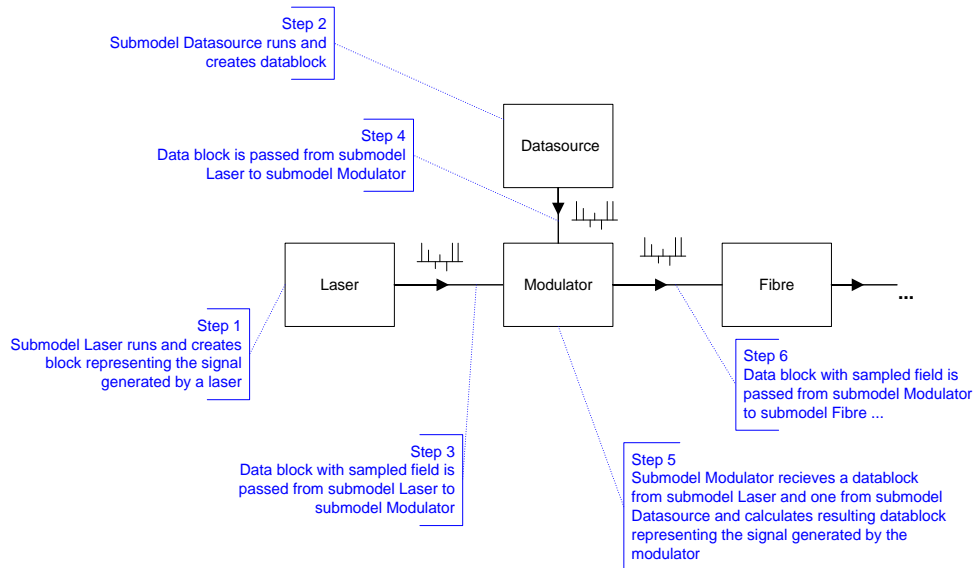 Step 2
Submodel Datasource runs and
creates datablock
Step 4
Data block is passed from submodel
Laser to submodel Modulator
Datasource
Laser
Modulator
Fibre
...
Step 1
Submodel Laser runs and creates
block representing the signal
generated by a laser
Step 3
Data block with sampled field is
passed from submodel Laser to
submodel Modulator
Step 6
Data block with sampled field is
passed from submodel Modulator
to submodel Fibre ...
Step 5
Submodel Modulator recieves a datablock
from submodel Laser and one from submodel
Datasource and calculates resulting datablock
representing the signal generated by the
modulator